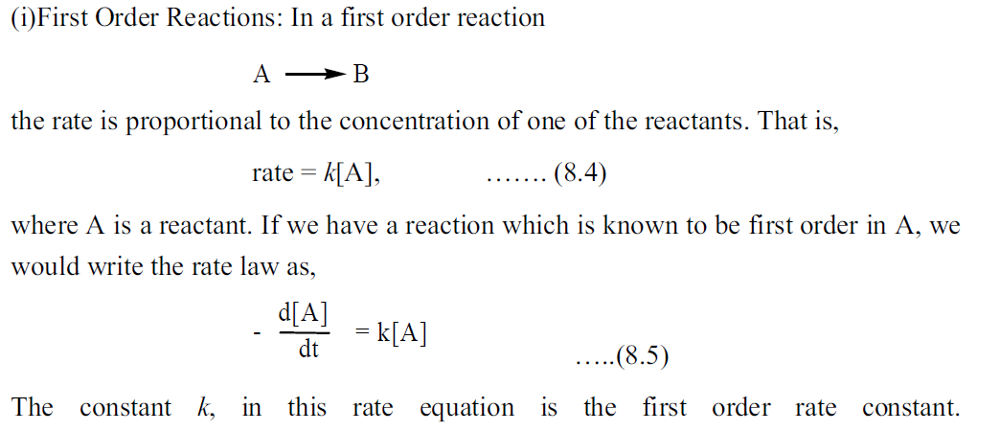 (i)First Order Reactions: In a first order reaction
A ⟶ B
the rate is proportional to the concentration of one of the reactants. That is,
rate = k[A], ....... (8.4)
where A is a reactant. If we have a reaction which is known to be first order in A, we
would write the rate law as,
- d[A]/dt = k[A] .....(8.5)
The constant k, in this rate equation is the first order rate constant.